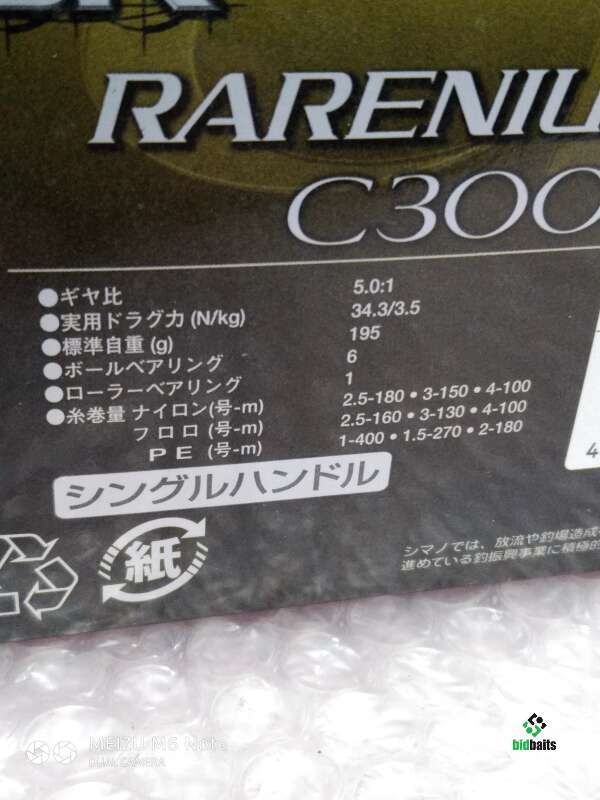 RARENIU
C300
●ギヤ比 5.0:1
●実用ドラグ力(N/kg) 34.3/3.5
●標準自重(g) 195
●ボールベアリング 6
●ローラーベアリング 1
●糸巻量 ナイロン(号-m) 2.5-180・3-150・4-100
フロロ(号-m) 2.5-160・3-130・4-100
PE (号-m) 1-400・1.5-270・2-180
シングルハンドル
紙
シマノでは、放流や釣場造成
進めている釣振興事業に積極的
4
MEIZU M6 Note
DUAL CAMERA
bidbaits